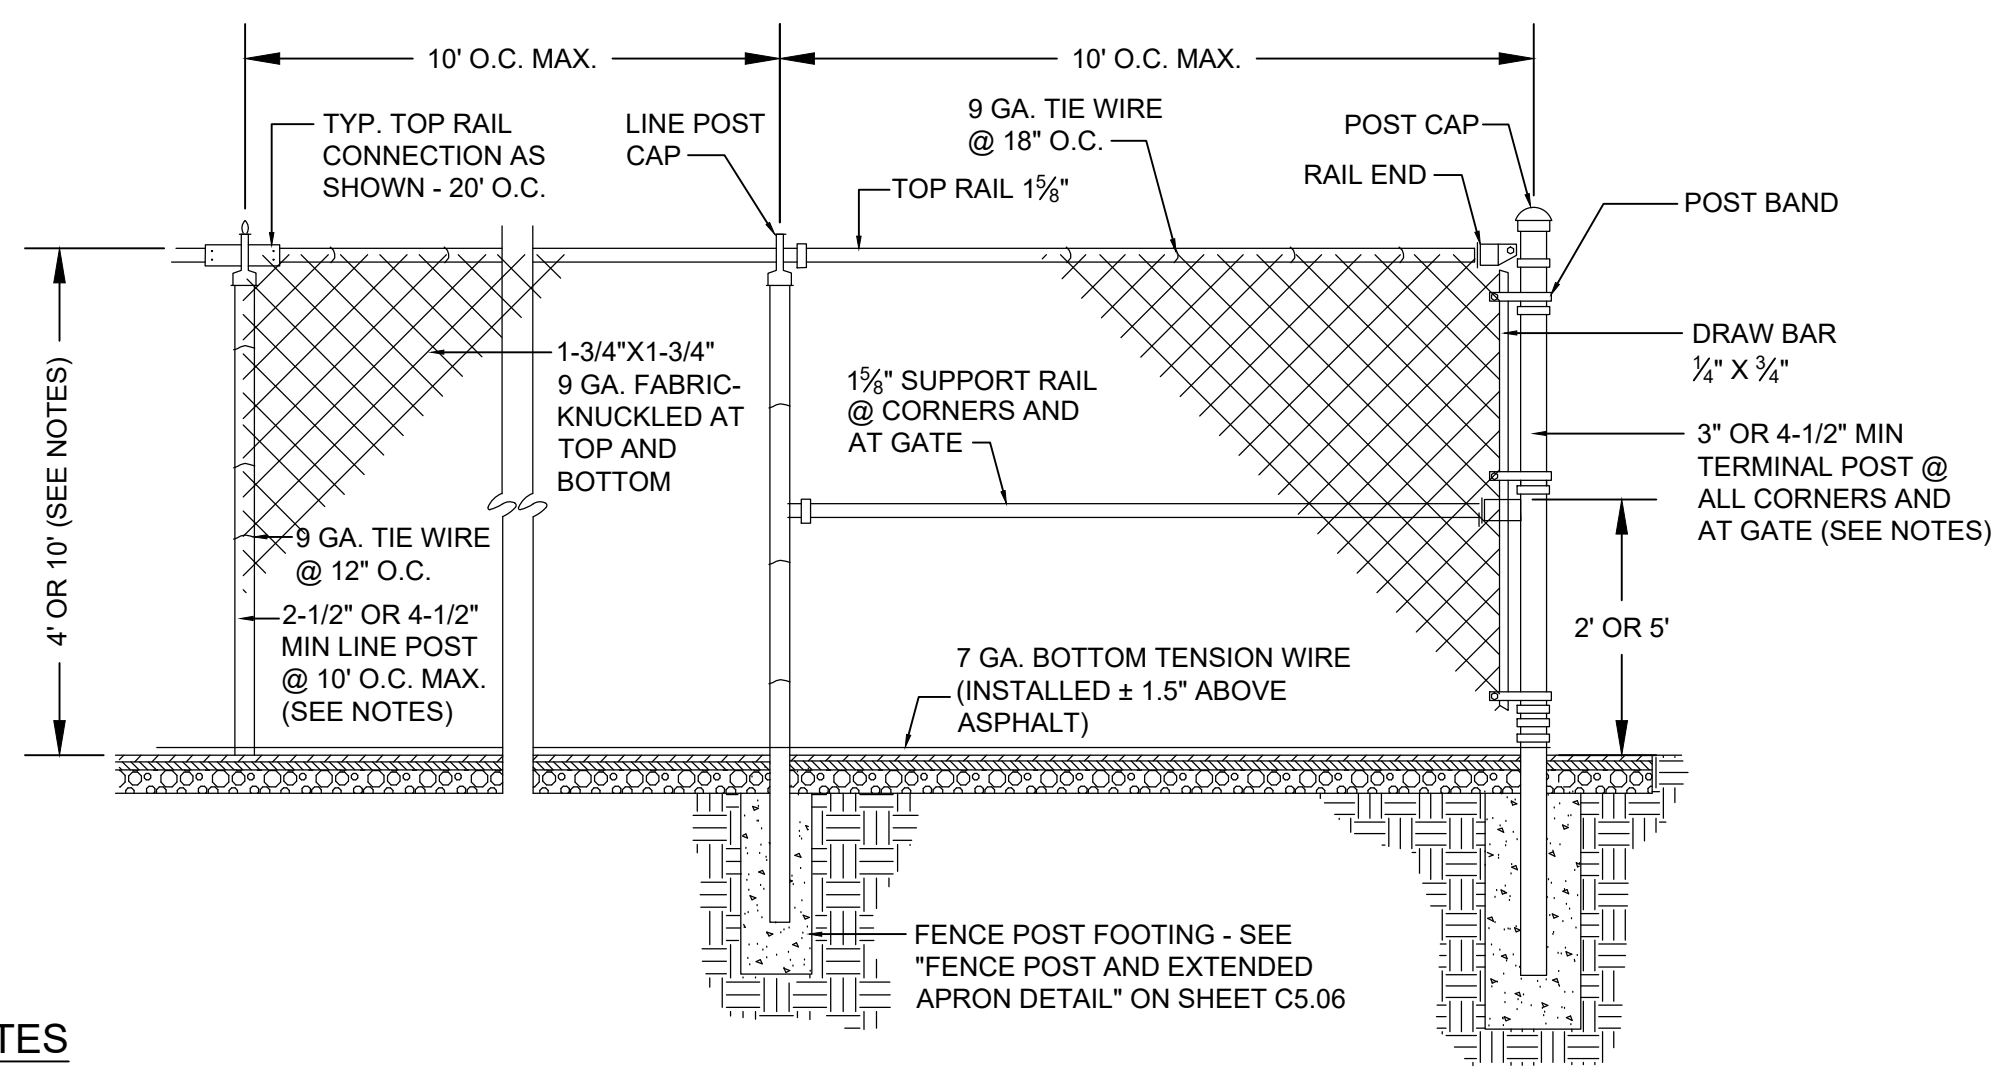 10' O.C. MAX.
10' O.C. MAX.
TYP. TOP RAIL
CONNECTION AS
SHOWN - 20' O.C.
LINE POST
CAP
9 GA. TIE WIRE
@ 18" O.C.
TOP RAIL 1⅝"
POST CAP
RAIL END
POST BAND
DRAW BAR
¼" X ¾"
1-3/4"X1-3/4"
9 GA. FABRIC-
KNUCKLED AT
TOP AND
BOTTOM
1⅝" SUPPORT RAIL
@ CORNERS AND
AT GATE
3" OR 4-1/2" MIN
TERMINAL POST @
ALL CORNERS AND
AT GATE (SEE NOTES)
4' OR 10' (SEE NOTES)
9 GA. TIE WIRE
@ 12" O.C.
2-1/2" OR 4-1/2"
MIN LINE POST
@ 10' O.C. MAX.
(SEE NOTES)
2' OR 5'
7 GA. BOTTOM TENSION WIRE
(INSTALLED ± 1.5" ABOVE
ASPHALT)
FENCE POST FOOTING - SEE
"FENCE POST AND EXTENDED
APRON DETAIL" ON SHEET C5.06
TES